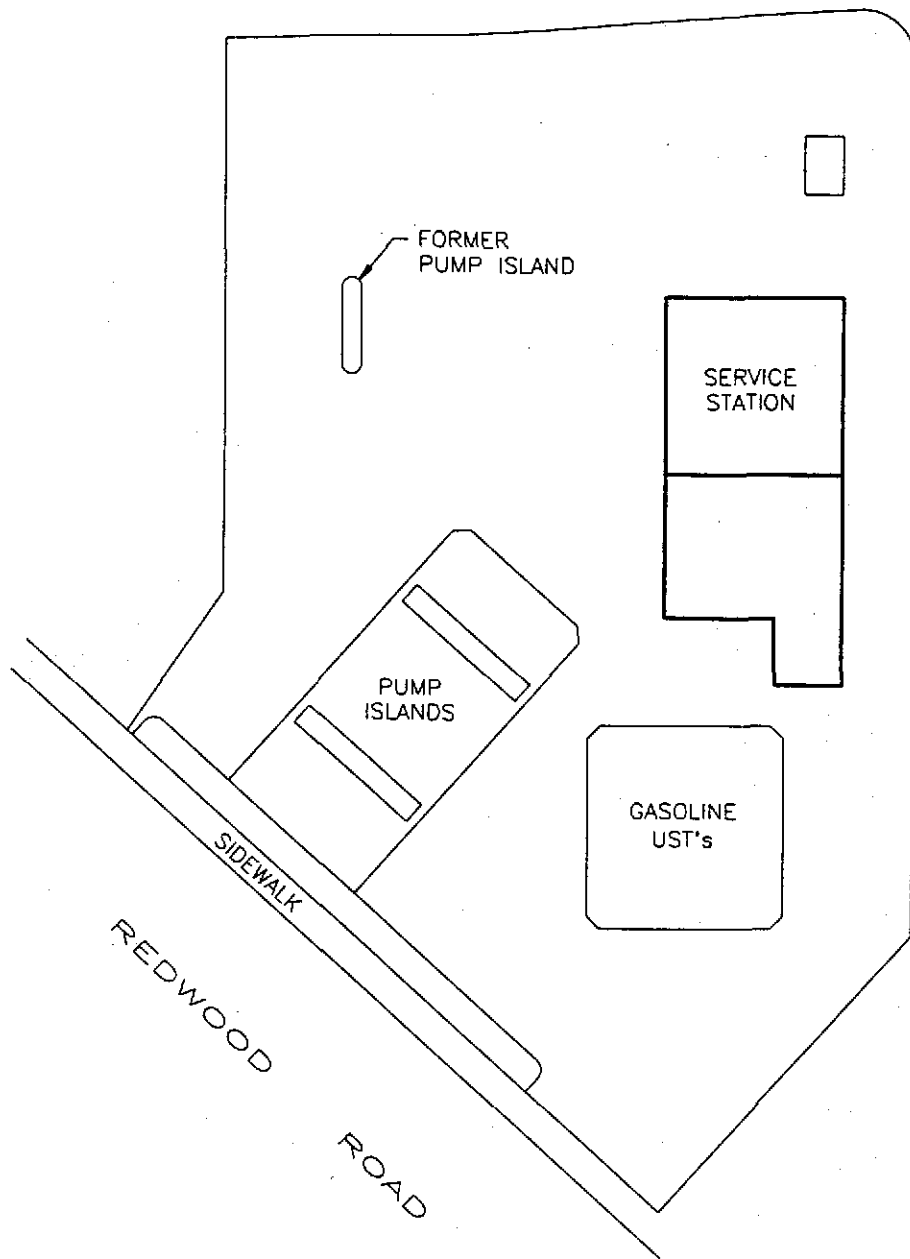 FORMER
PUMP ISLAND
SERVICE
STATION
PUMP
ISLANDS
GASOLINE
UST's
SIDEWALK
REDWOOD
ROAD